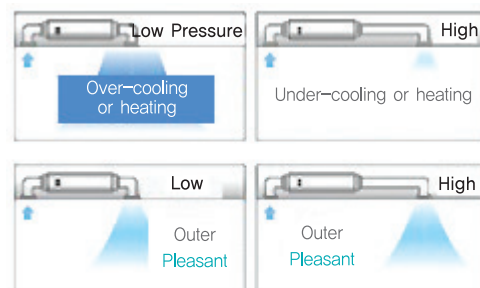 Low Pressure
High
Over-cooling
or heating
Under-cooling or heating
Low
High
Outer
Pleasant
Outer
Pleasant